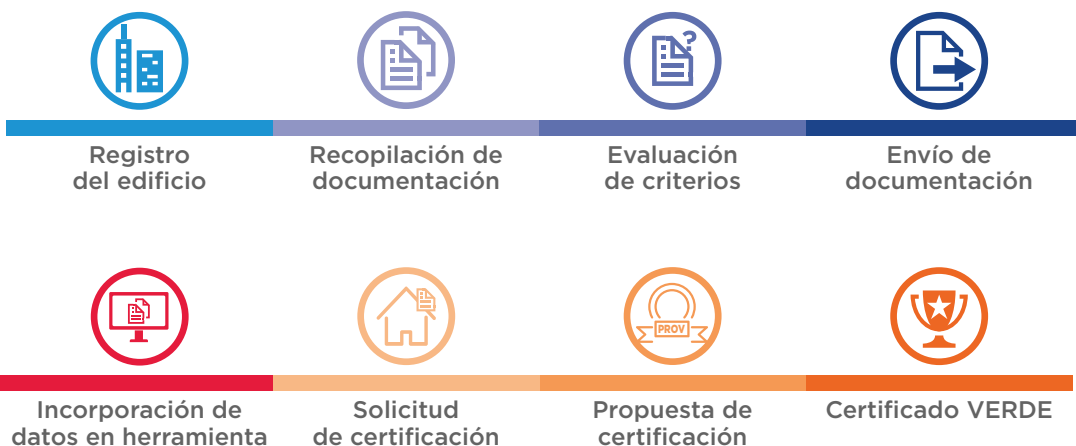 ?
Registro
del edificio
Recopilación de
documentación
Evaluación
de criterios
Envío de
documentación
PROV
Incorporación de
datos en herramienta
Solicitud
de certificación
Propuesta de
certificación
Certificado VERDE